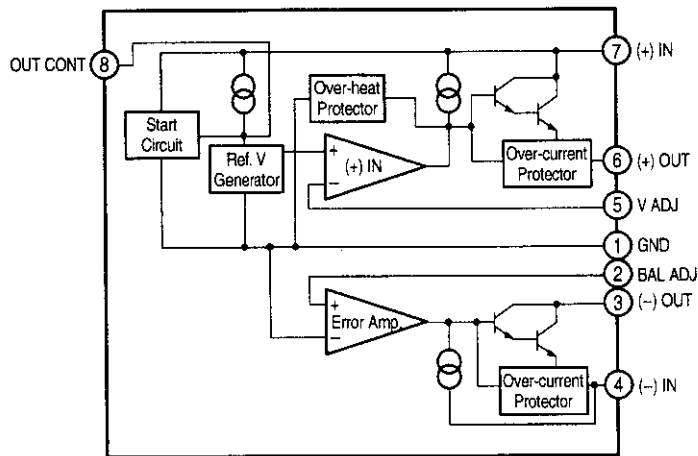 OUT CONT 8
7 (+) IN
Over-heat
Protector
Start
Circuit
Ref. V
Generator
+
(+) IN
−
Over-current
Protector
6 (+) OUT
5 V ADJ
1 GND
2 BAL ADJ
3 (−) OUT
+
Error Amp.
−
Over-current
Protector
4 (−) IN